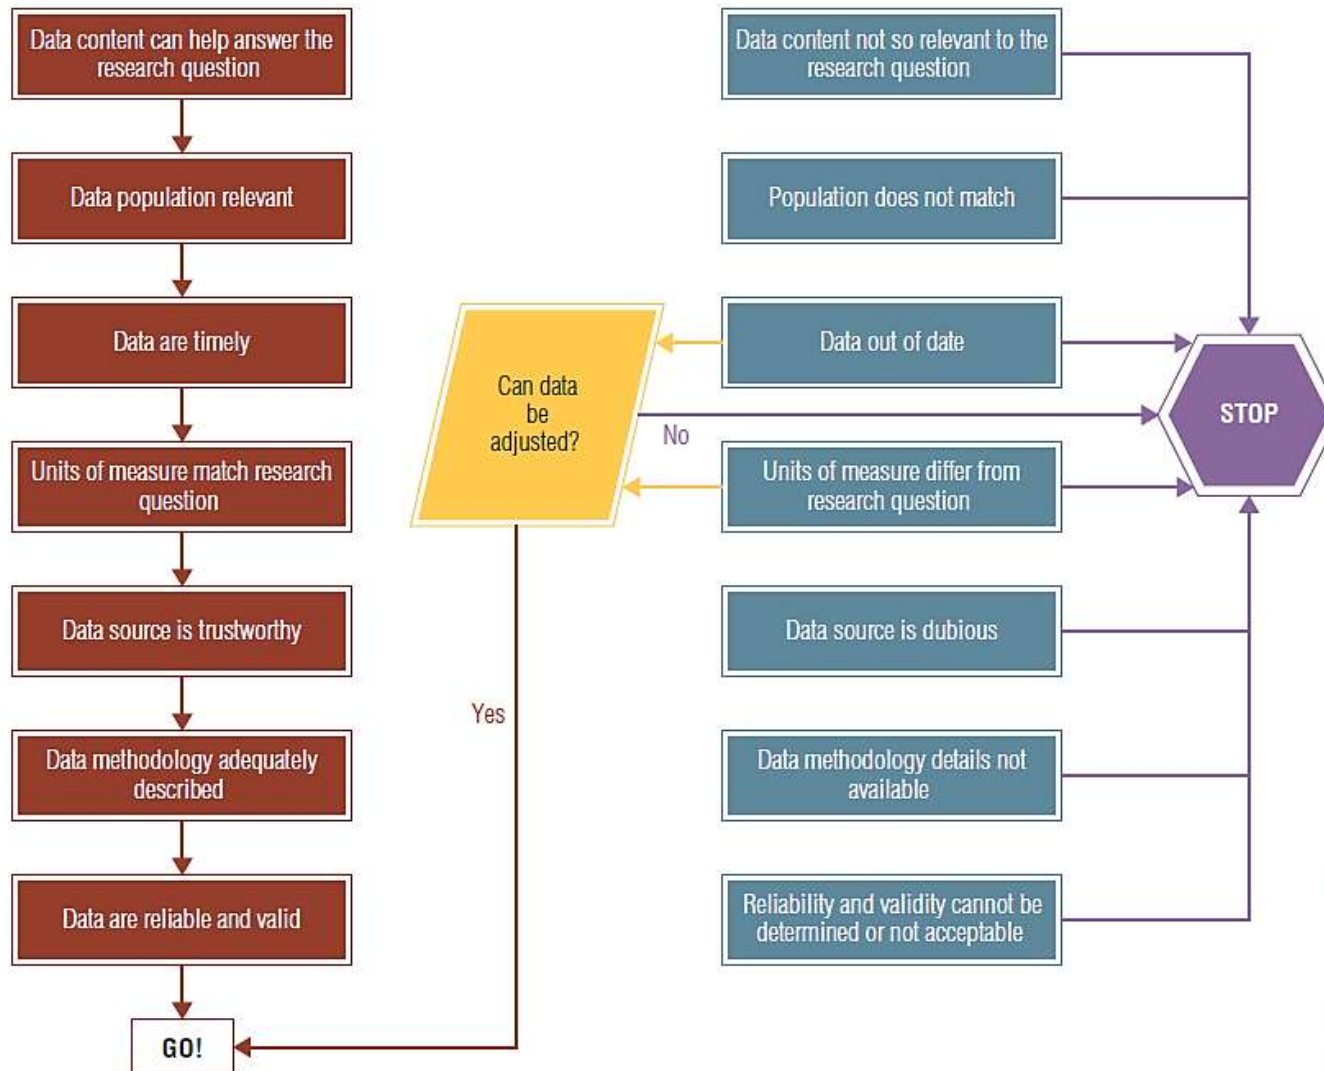 Data content can help answer the
research question
Data population relevant
Data are timely
Units of measure match research
question
Data source is trustworthy
Data methodology adequately
described
Data are reliable and valid
GO!
Can data
be
adjusted?
No
Yes
Data content not so relevant to the
research question
Population does not match
Data out of date
Units of measure differ from
research question
Data source is dubious
Data methodology details not
available
Reliability and validity cannot be
determined or not acceptable
STOP